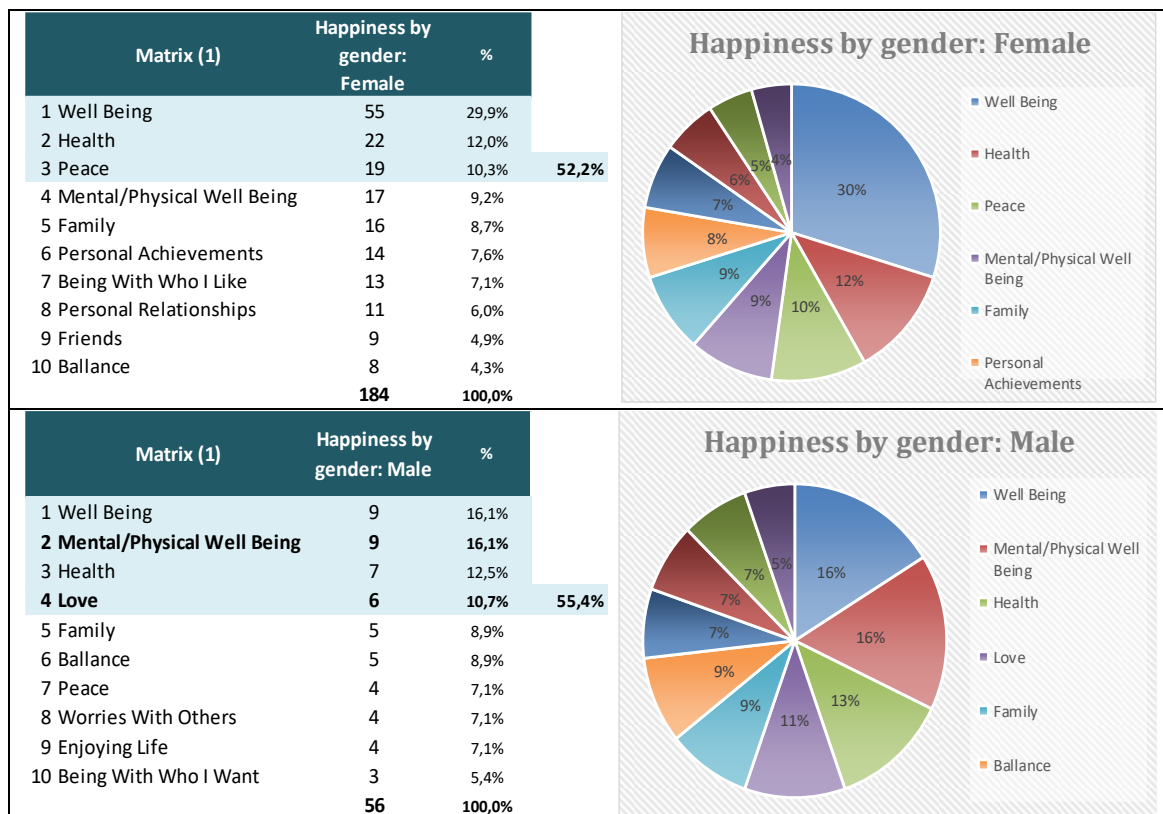 Matrix (1) Happiness by gender: Female %
1 Well Being 55 29,9%
2 Health 22 12,0%
3 Peace 19 10,3% 52,2%
4 Mental/Physical Well Being 17 9,2%
5 Family 16 8,7%
6 Personal Achievements 14 7,6%
7 Being With Who I Like 13 7,1%
8 Personal Relationships 11 6,0%
9 Friends 9 4,9%
10 Ballance 8 4,3%
184 100,0%
Happiness by gender: Female
30%
12%
10%
9%
9%
8%
7%
6%
5%
4%
Well Being
Health
Peace
Mental/Physical Well
Being
Family
Personal
Achievements
Matrix (1) Happiness by gender: Male %
1 Well Being 9 16,1%
2 Mental/Physical Well Being 9 16,1%
3 Health 7 12,5%
4 Love 6 10,7% 55,4%
5 Family 5 8,9%
6 Ballance 5 8,9%
7 Peace 4 7,1%
8 Worries With Others 4 7,1%
9 Enjoying Life 4 7,1%
10 Being With Who I Want 3 5,4%
56 100,0%
Happiness by gender: Male
16%
16%
13%
11%
9%
9%
7%
7%
7%
5%
Well Being
Mental/Physical Well
Being
Health
Love
Family
Ballance